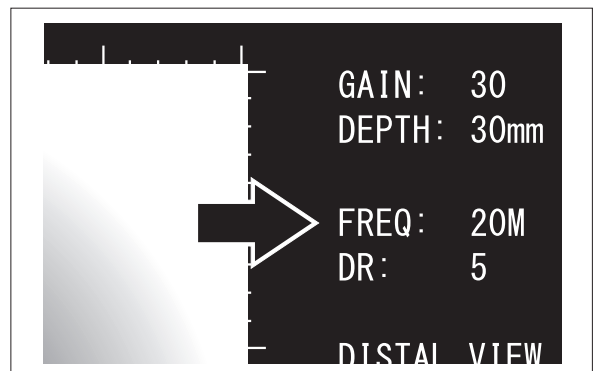 GAIN: 30
DEPTH: 30mm
FREQ: 20M
DR: 5
DISTAL VIEW